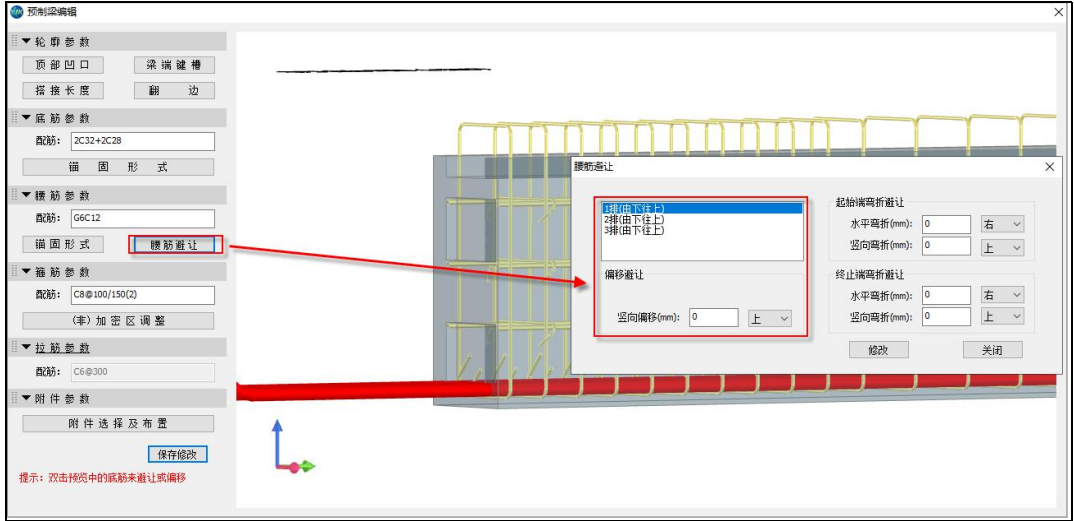 预制梁编辑
轮廓参数
顶部凹口
梁端键槽
搭接长度
翻 边
底筋参数
配筋: 2C32+2C28
锚 固 形 式
腰筋参数
配筋: G6C12
锚固形式
腰筋避让
箍筋参数
配筋: C8@100/150(2)
(非)加密区调整
拉筋参数
配筋: C6@300
附件参数
附件选择及布置
保存修改
提示: 双击预览中的底筋来避让或偏移
腰筋避让
1排(由下往上)
2排(由下往上)
3排(由下往上)
偏移避让
竖向偏移(mm): 0 上
起始端弯折避让
水平弯折(mm): 0 右
竖向弯折(mm): 0 上
终止端弯折避让
水平弯折(mm): 0 右
竖向弯折(mm): 0 上
修改
关闭